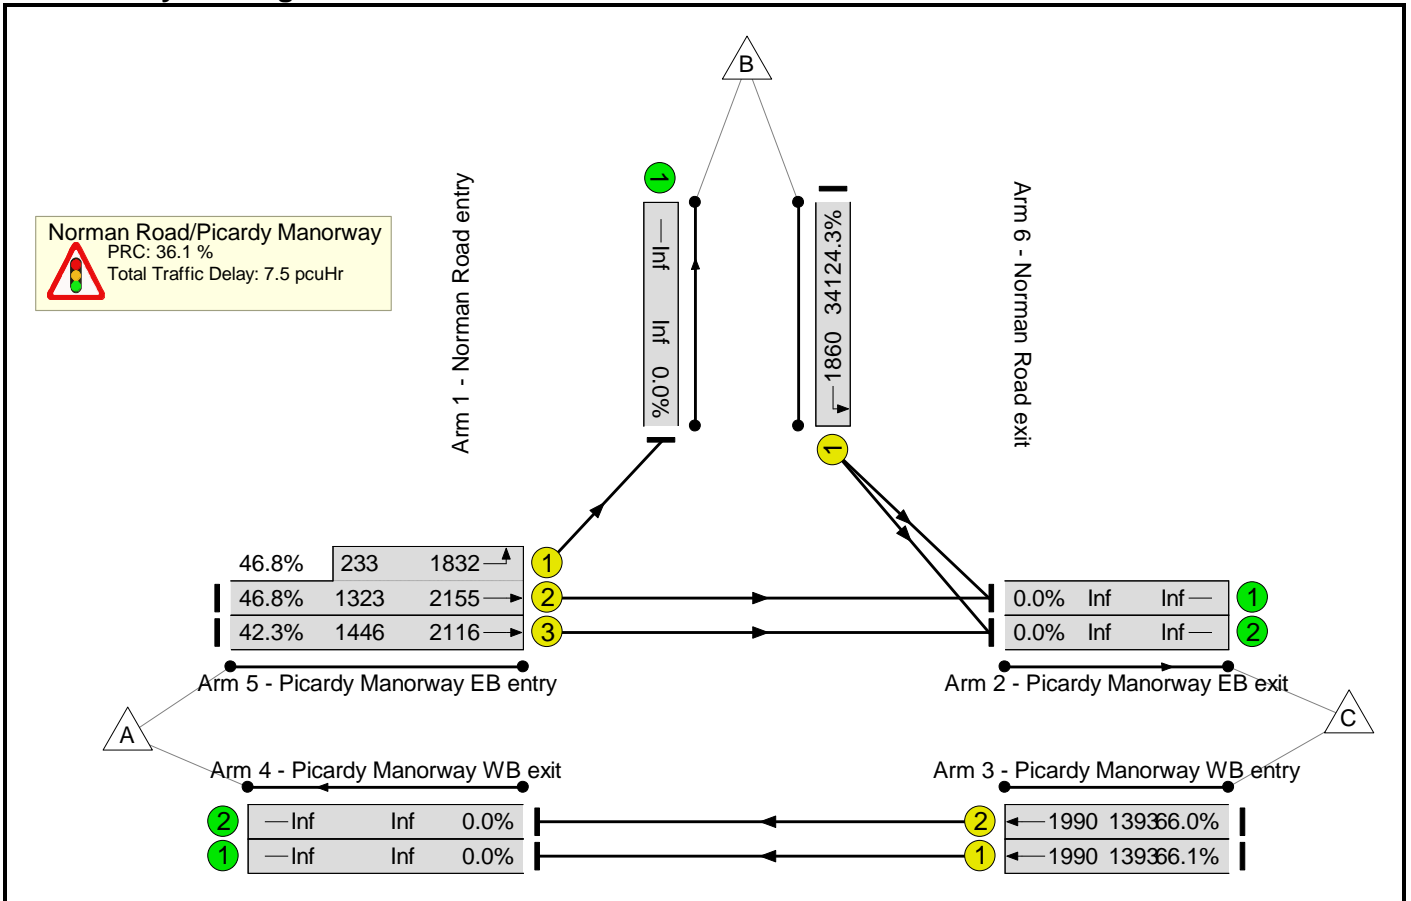 B
Norman Road/Picardy Manorway
PRC: 36.1 %
Total Traffic Delay: 7.5 pcuHr
Arm 1 - Norman Road entry
1
Inf Inf 0.0%
1860 34124.3%
1
Arm 6 - Norman Road exit
46.8% 233 1832 1
46.8% 1323 2155 2
42.3% 1446 2116 3
0.0% Inf Inf 1
0.0% Inf Inf 2
Arm 5 - Picardy Manorway EB entry
Arm 2 - Picardy Manorway EB exit
A
C
Arm 4 - Picardy Manorway WB exit
Arm 3 - Picardy Manorway WB entry
2 Inf Inf 0.0%
1 Inf Inf 0.0%
2 1990 139366.0%
1 1990 139366.1%